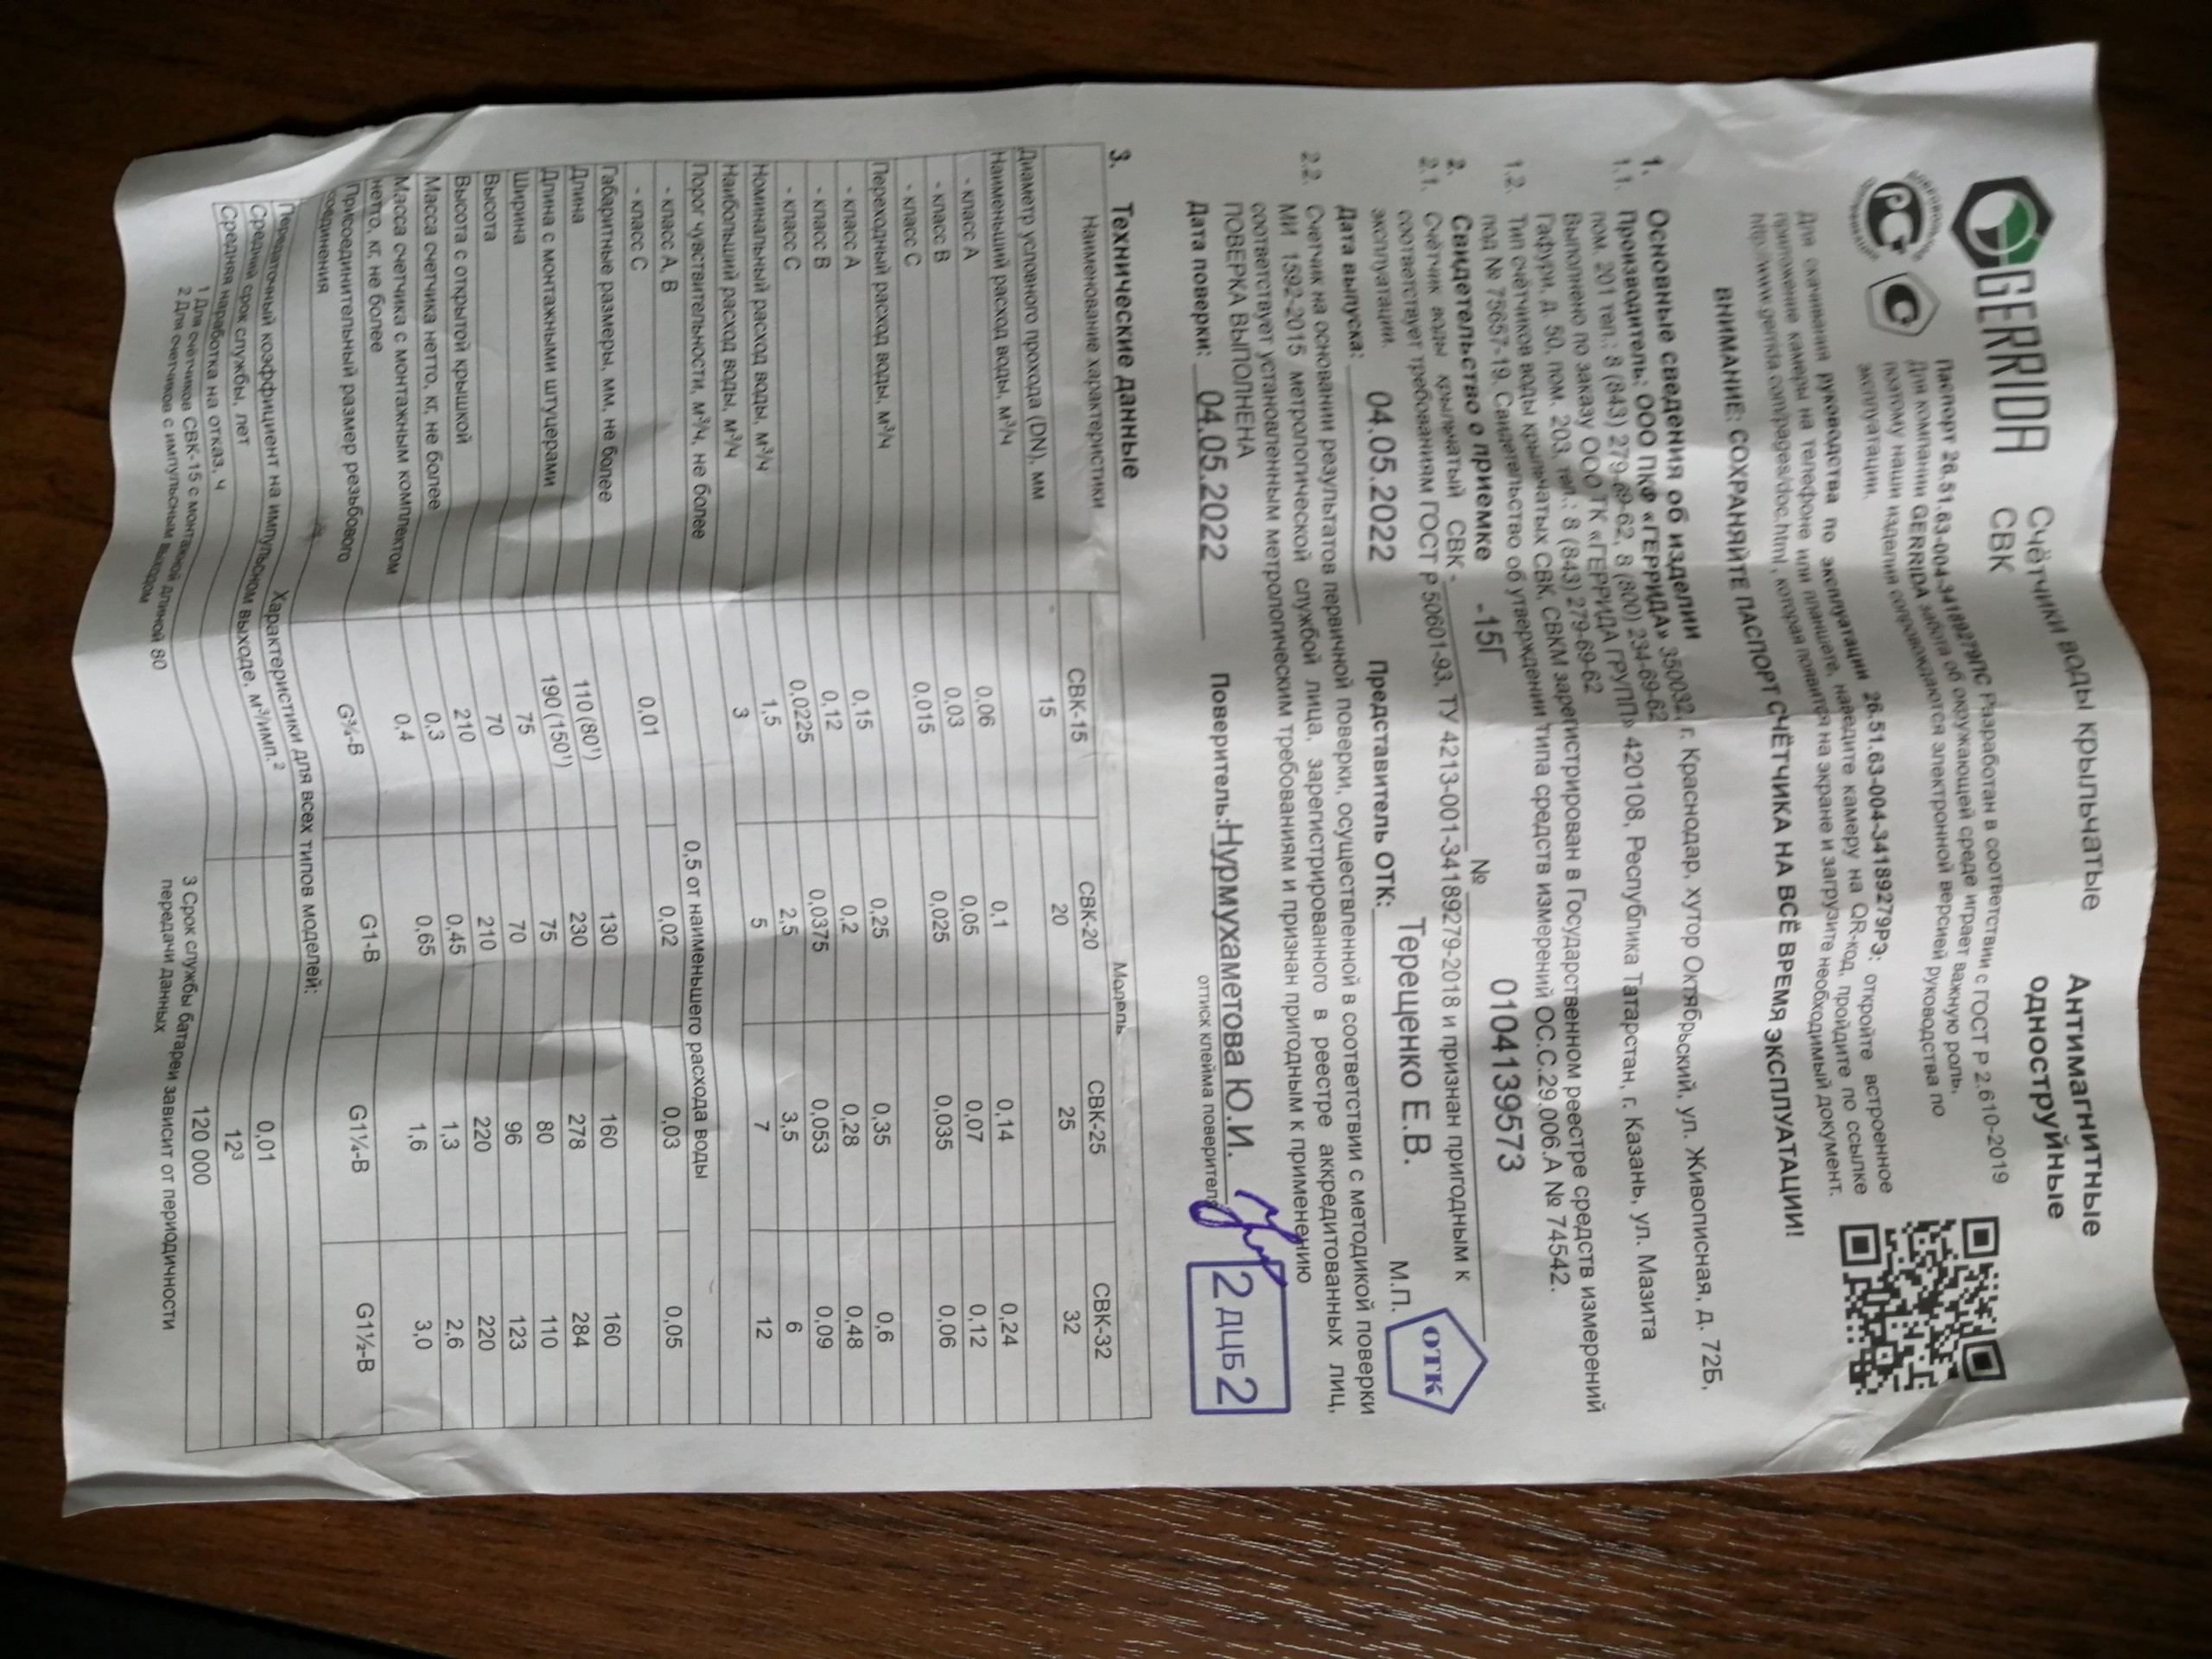 GERRIDA
Счётчики воды крыльчатые
СВК
Антимагнитные
одноструйные
Паспорт 26.51.63-004-34189279ПС Разработан в соответствии с ГОСТ Р 2.610-2019
Для компании GERRIDA забота об окружающей среде играет важную роль,
поэтому наши изделия сопровождаются электронной версией руководства по
эксплуатации.
РС
С
Для скачивания руководства по эксплуатации 26.51.63-004-34189279РЭ: откройте встроенное
приложение камеры на телефоне или планшете, наведите камеру на QR-код, пройдите по ссылке
http://www.gerrida.com/pages/doc.html, которая появится на экране и загрузите необходимый документ.
ВНИМАНИЕ: СОХРАНЯЙТЕ ПАСПОРТ СЧЁТЧИКА НА ВСЁ ВРЕМЯ ЭКСПЛУАТАЦИИ!
1. Основные сведения об изделии
1.1. Производитель: ООО ПКФ «ГЕРРИДА» 350032, г. Краснодар, хутор Октябрьский, ул. Живописная, д. 72Б,
пом. 201 тел.: 8 (843) 279-69-62, 8 (800) 234-69-62
Выполнено по заказу ООО ТК «ГЕРРИДА ГРУПП» 420108, Республика Татарстан, г. Казань, ул. Мазита
Гафури, д. 50, пом. 203, тел.: 8 (843) 279-69-62
1.2. Тип счётчиков воды крыльчатых СВК, СВКМ зарегистрирован в Государственном реестре средств измерений
под № 75657-19. Свидетельство об утверждении типа средств измерений ОС.С.29.006.А № 74542.
2. Свидетельство о приемке
2.1. Счётчик воды крыльчатый СВК - -15Г № 0104139573
соответствует требованиям ГОСТ Р 50601-93, ТУ 4213-001-34189279-2018 и признан пригодным к
эксплуатации.
Дата выпуска: 04.05.2022 Представитель ОТК: Терещенко Е.В. М.П. ОТК
2.2. Счетчик на основании результатов первичной поверки, осуществленной в соответствии с методикой поверки
МИ 1592-2015 метрологической службой лица, зарегистрированного в реестре аккредитованных лиц,
соответствует установленным метрологическим требованиям и признан пригодным к применению
ПОВЕРКА ВЫПОЛНЕНА
Дата поверки: 04.05.2022 Поверитель: Нурмухаметова Ю.И. 2 ДЦБ 2
оттиск клейма поверителя
3. Технические данные
Наименование характеристики Модель
СВК-15 СВК-20 СВК-25 СВК-32
Диаметр условного прохода (DN), мм 15 20 25 32
Наименьший расход воды, м³/ч
- класс А 0,06 0,1 0,14 0,24
- класс В 0,03 0,05 0,07 0,12
- класс С 0,015 0,025 0,035 0,06
Переходный расход воды, м³/ч
- класс А 0,15 0,25 0,35 0,6
- класс В 0,12 0,2 0,28 0,48
- класс С 0,0225 0,0375 0,053 0,09
Номинальный расход воды, м³/ч 1,5 2,5 3,5 6
Наибольший расход воды, м³/ч 3 5 7 12
Порог чувствительности, м³/ч, не более
- класс А, В 0,5 от наименьшего расхода воды
- класс С 0,01 0,02 0,03 0,05
Габаритные размеры, мм, не более
Длина 110 (80¹) 130 160 160
Длина с монтажными штуцерами 190 (150¹) 230 278 284
Ширина 75 75 80 110
Высота 70 70 96 123
Высота с открытой крышкой 210 210 220 220
Масса счетчика нетто, кг, не более 0,3 0,45 1,3 2,6
Масса счетчика с монтажным комплектом
нетто, кг, не более 0,4 0,65 1,6 3,0
Присоединительный размер резьбового
соединения G¾-B G1-B G1¼-B G1½-B
Характеристики для всех типов моделей:
Передаточный коэффициент на импульсном выходе, м³/имп.² 0,01
Средний срок службы, лет 12³
Средняя наработка на отказ, ч 120 000
1 Для счётчиков СВК-15 с монтажной длиной 80
2 Для счетчиков с импульсным выходом
3 Срок службы батареи зависит от периодичности
передачи данных